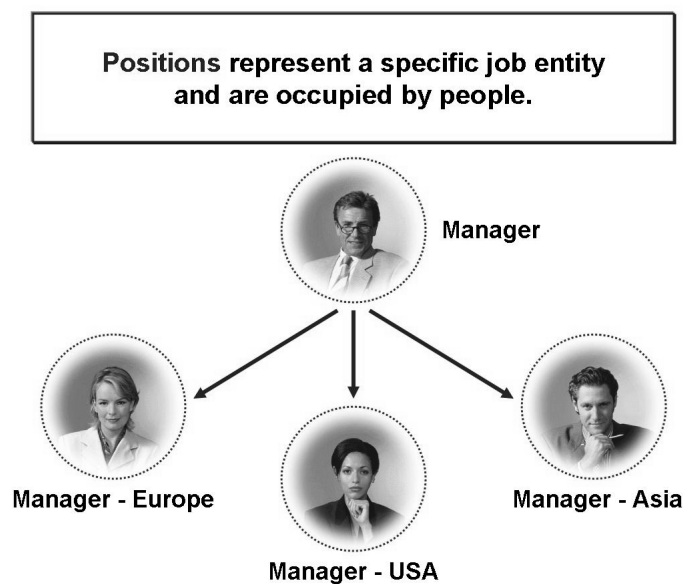 Positions represent a specific job entity
and are occupied by people.
Manager
Manager - Europe
Manager - Asia
Manager - USA